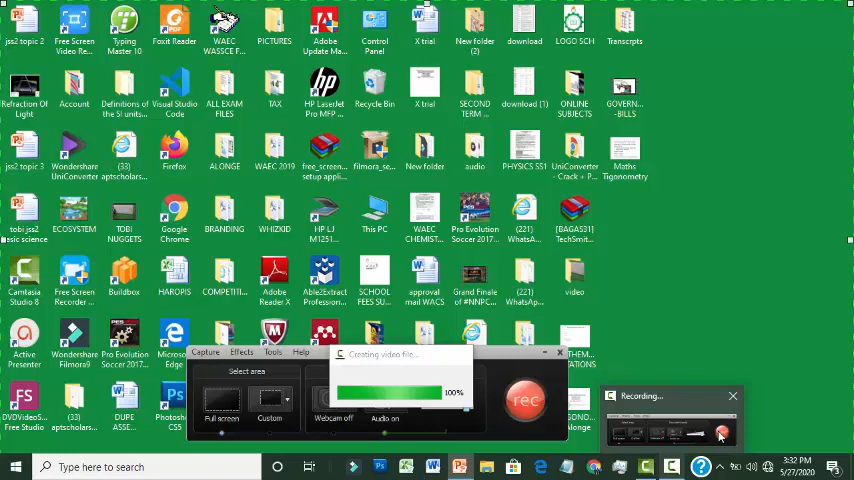 jss2 topic 2
Free Screen Video Re...
Typing Master 10
Foxit Reader
WAEC WASSCE F...
PICTURES
Adobe Update Ma...
Control Panel
X trial
New folder (2)
download
LOGO SCH
Transcrpts
Refraction Of Light
Account
Definitions of the SI units...
Visual Studio Code
ALL EXAM FILES
TAX
HP LaserJet Pro MFP ...
Recycle Bin
X trial
SECOND TERM ...
download (1)
ONLINE SUBJECTS
GOVERN... -BILLS
jss2 topic 3
Wondershare UniConverter
(33) aptscholars...
Firefox
ALONGE
WAEC 2019
free_screen... setup appli...
filmora_se...
New folder
audio
PHYSICS SS1
UniConverter - Crack + P...
Maths Tigonometry
tobi jss2 basic science
ECOSYSTEM
TOBI NUGGETS
Google Chrome
BRANDING
WHIZKID
HP LJ M1251...
This PC
WAEC CHEMIST...
Pro Evolution Soccer 2017...
(221) WhatsA...
[BAGA531] TechSmit...
Camtasia Studio 8
Free Screen Recorder ...
Buildbox
HAROPIS
COMPETITI...
Adobe Reader X
Able2Extract Profession...
SCHOOL FEES SU...
approval mail WACS
Grand Finale of #NNPC...
(221) WhatsAp...
video
Active Presenter
Wondershare Filmora9
Pro Evolution Soccer 2017...
DVDVideoS... Free Studio
(33) aptscholars...
DUPE ASSEM...
Capture Effects Tools Help
Creating video file...
100%
Select area
Full screen
Custom
Webcam off
Audio on
rec
Recording...
Type here to search
3:32 PM
5/27/2020